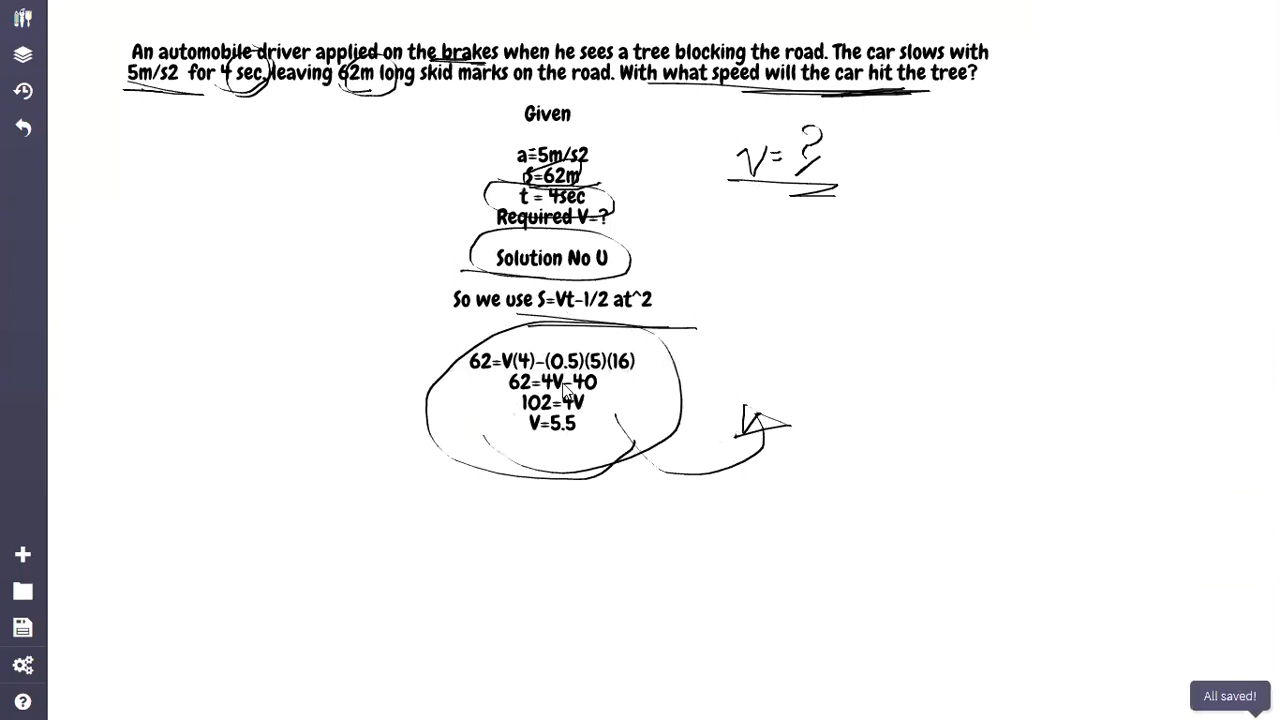 An automobile driver applied on the brakes when he sees a tree blocking the road. The car slows with
5m/s2 for 4 sec, leaving 62m long skid marks on the road. With what speed will the car hit the tree?
Given
a=5m/s2
S=62m
t = 4sec
Required V=?
V=?
Solution No U
So we use S=Vt-1/2 at^2
62=V(4)-(0.5)(5)(16)
62=4V-40
102=4V
V=5.5
All saved!